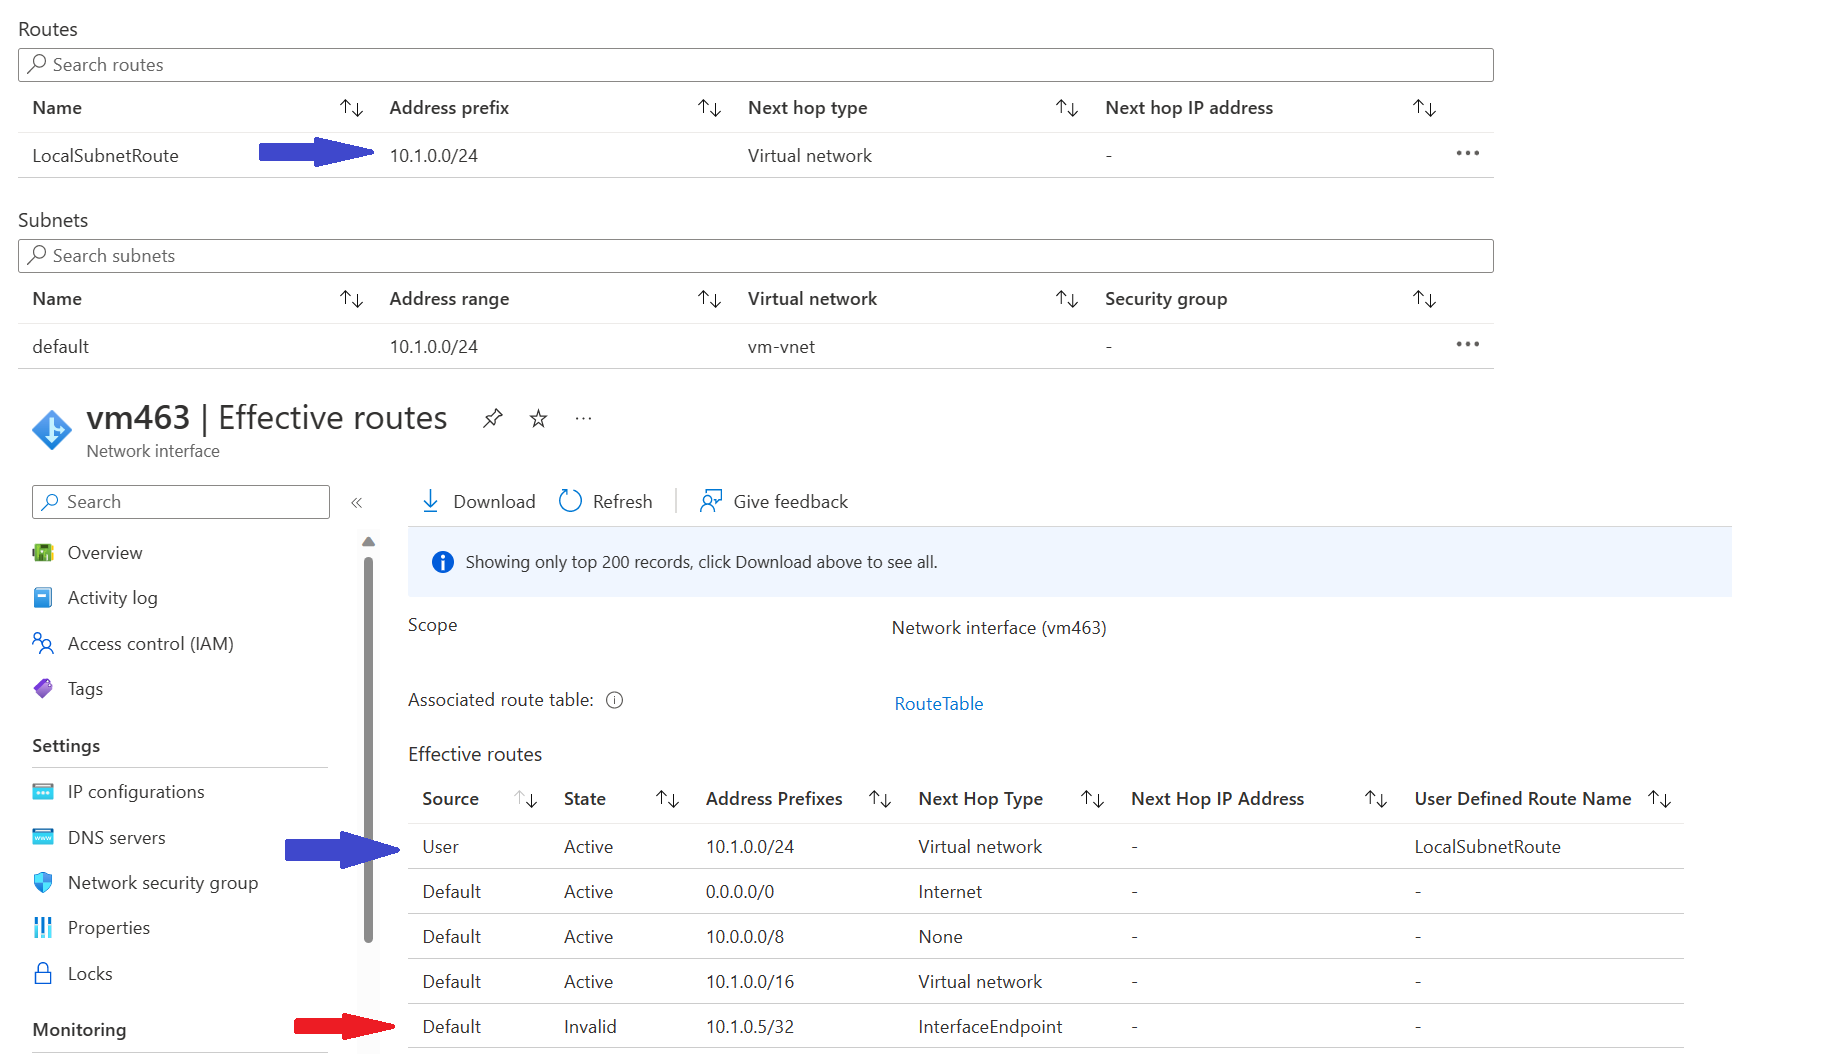 Routes
Search routes
Name Address prefix Next hop type Next hop IP address
LocalSubnetRoute 10.1.0.0/24 Virtual network -
Subnets
Search subnets
Name Address range Virtual network Security group
default 10.1.0.0/24 vm-vnet -
vm463 | Effective routes
Network interface
Search
Overview
Activity log
Access control (IAM)
Tags
Settings
IP configurations
DNS servers
Network security group
Properties
Locks
Monitoring
Download Refresh Give feedback
Showing only top 200 records, click Download above to see all.
Scope Network interface (vm463)
Associated route table: RouteTable
Effective routes
Source State Address Prefixes Next Hop Type Next Hop IP Address User Defined Route Name
User Active 10.1.0.0/24 Virtual network - LocalSubnetRoute
Default Active 0.0.0.0/0 Internet - -
Default Active 10.0.0.0/8 None - -
Default Active 10.1.0.0/16 Virtual network - -
Default Invalid 10.1.0.5/32 InterfaceEndpoint - -